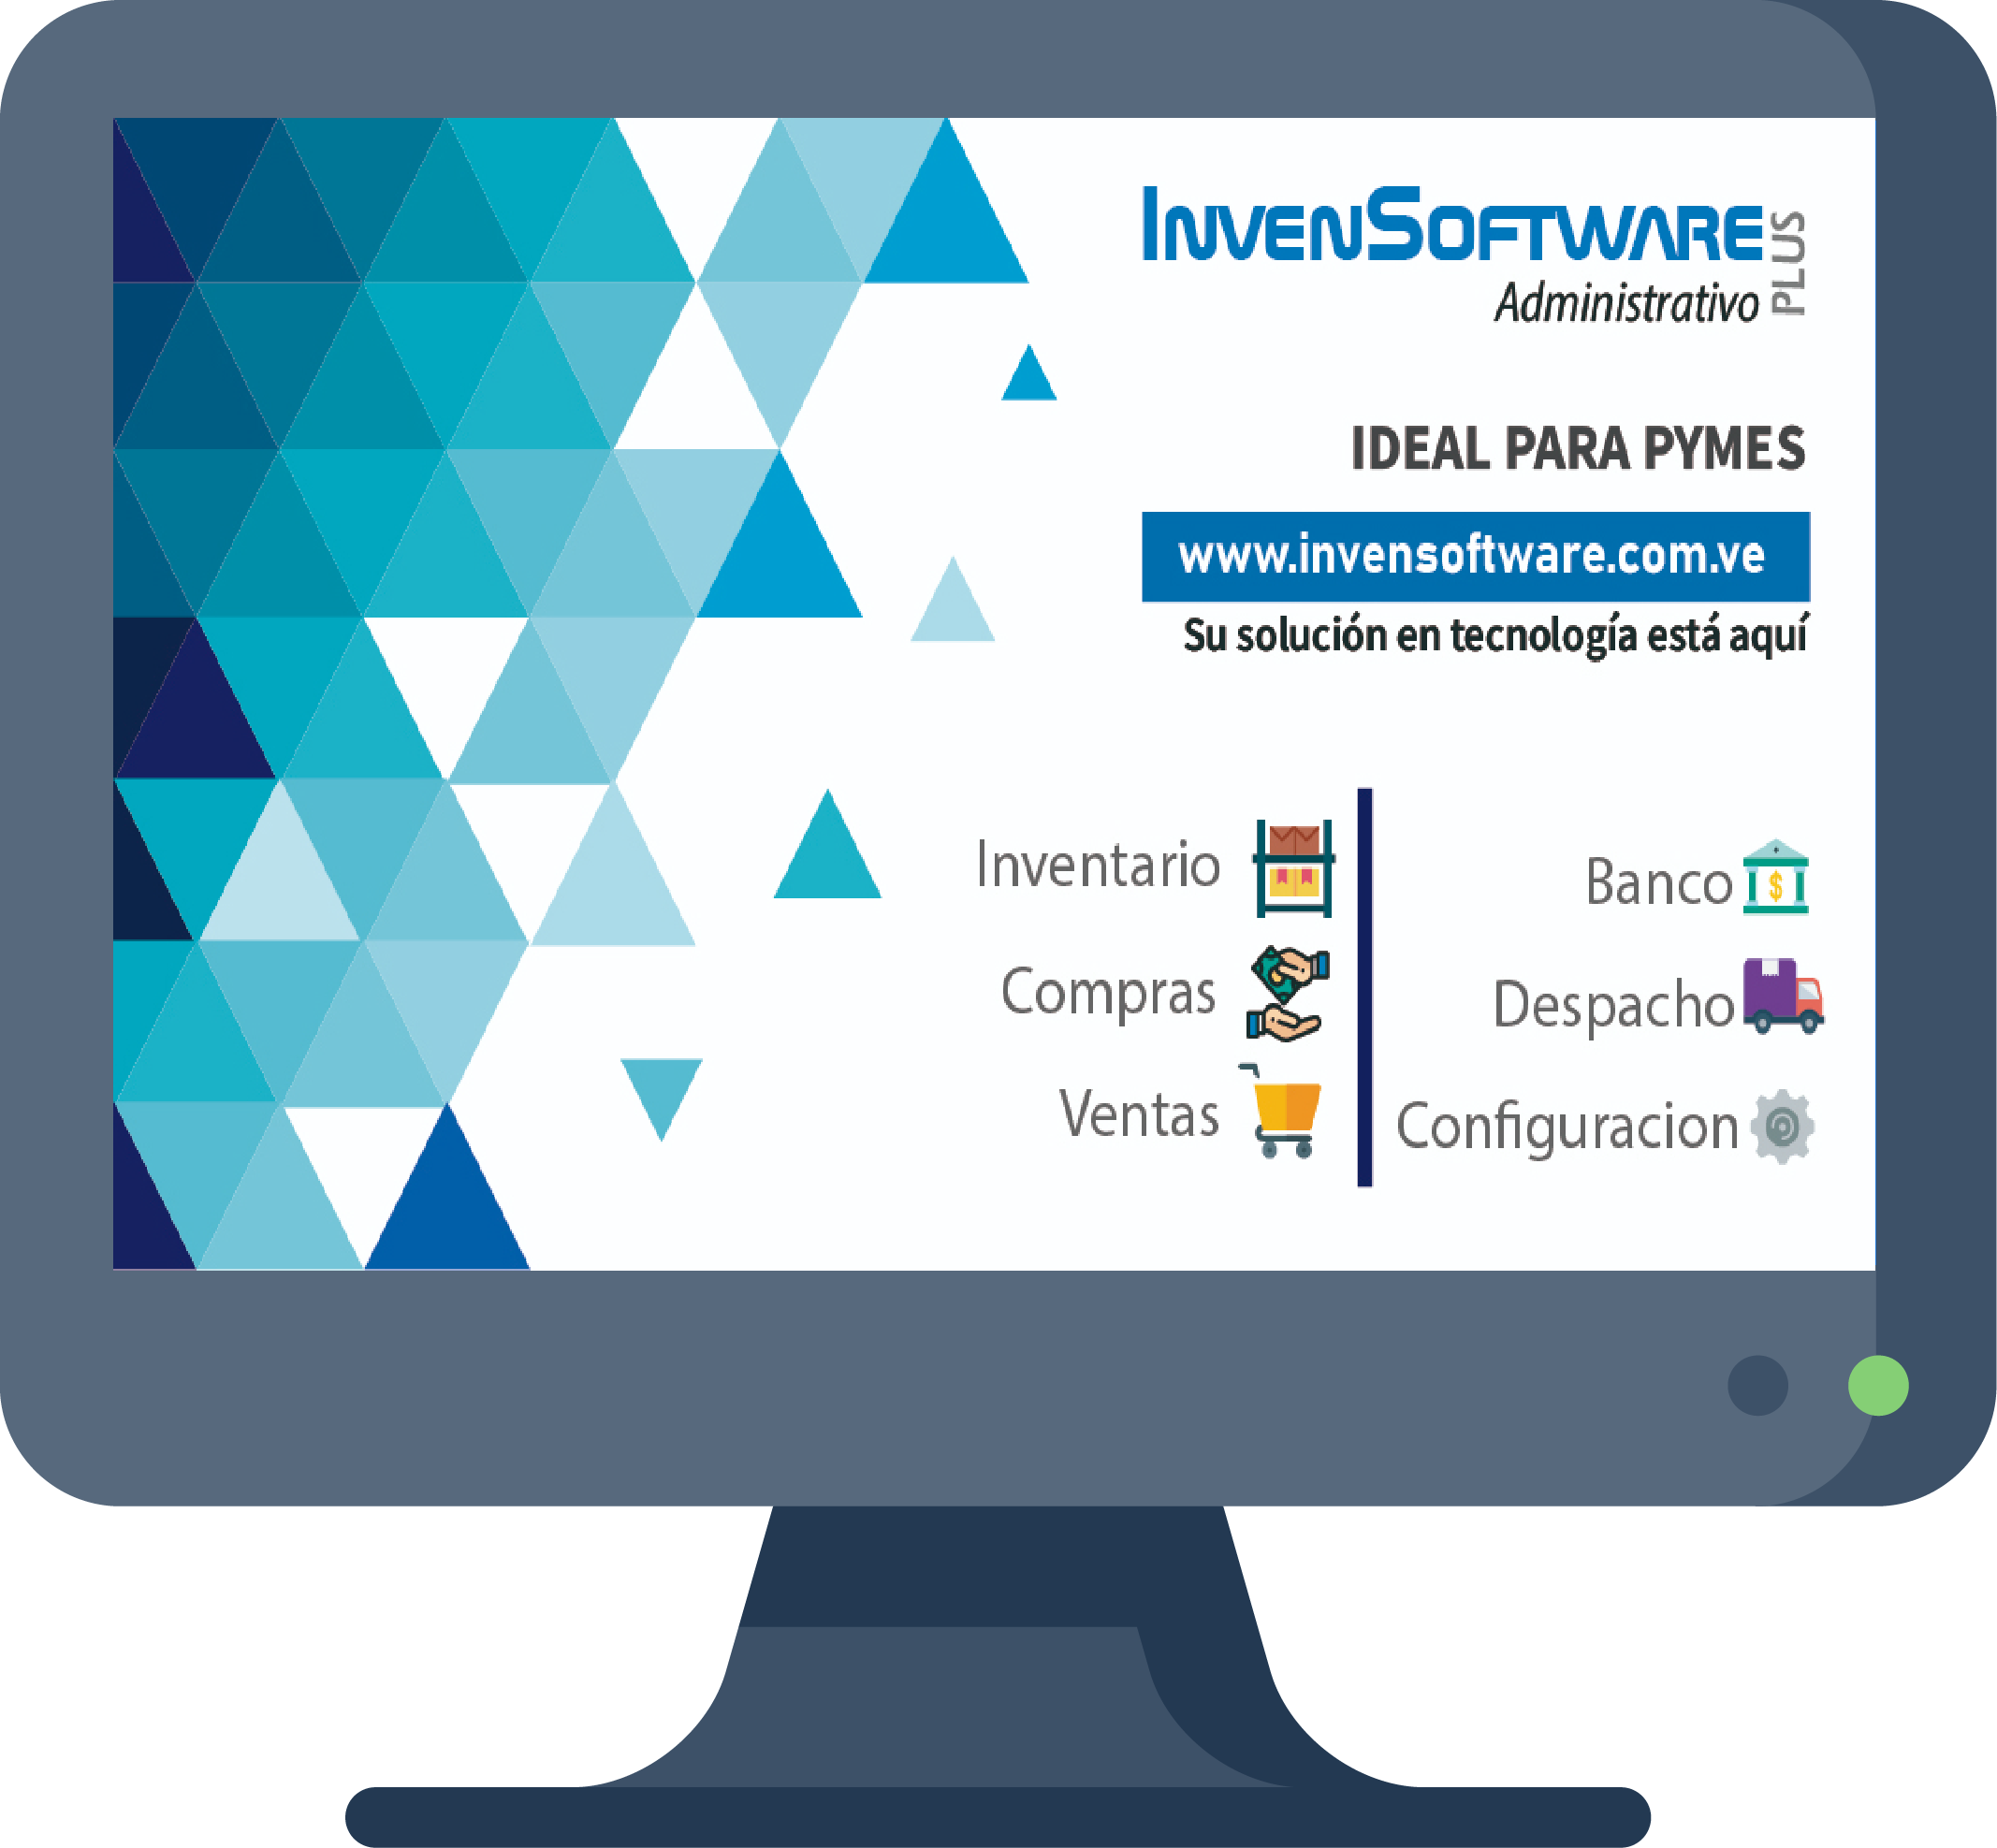 INVENSOFTWARE PLUS
Administrativo
IDEAL PARA PYMES
www.invensoftware.com.ve
Su solución en tecnología está aquí
Inventario
Compras
Ventas
Banco
Despacho
Configuracion